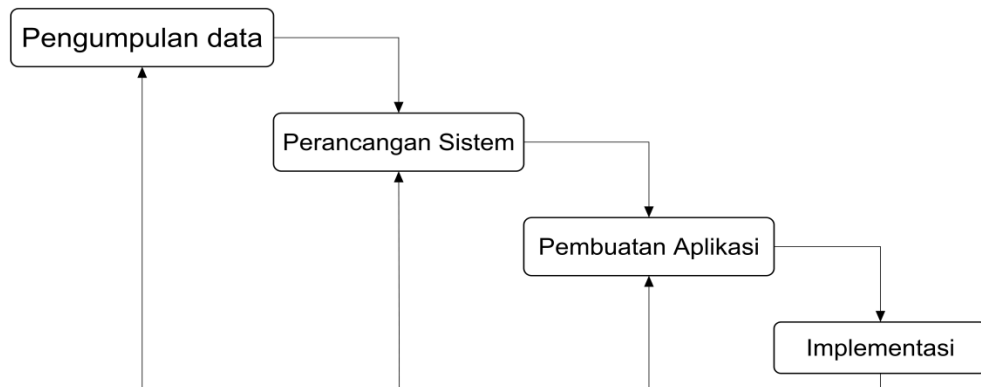 Pengumpulan data
Perancangan Sistem
Pembuatan Aplikasi
Implementasi